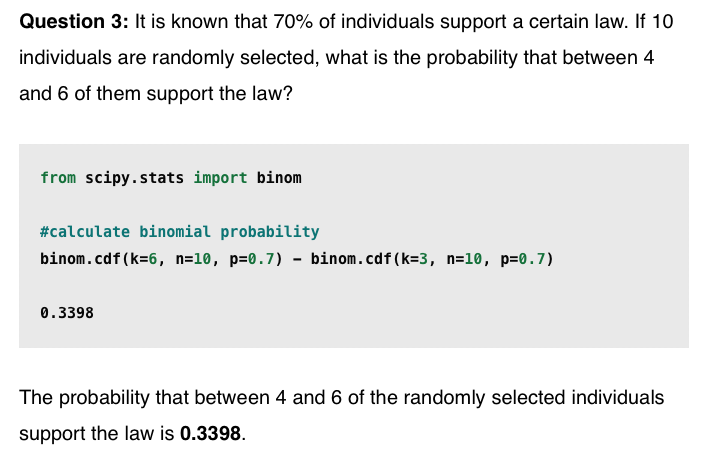 Question 3: It is known that 70% of individuals support a certain law. If 10
individuals are randomly selected, what is the probability that between 4
and 6 of them support the law?
from scipy.stats import binom
#calculate binomial probability
binom.cdf(k=6, n=10, p=0.7) - binom.cdf(k=3, n=10, p=0.7)
0.3398
The probability that between 4 and 6 of the randomly selected individuals
support the law is 0.3398.